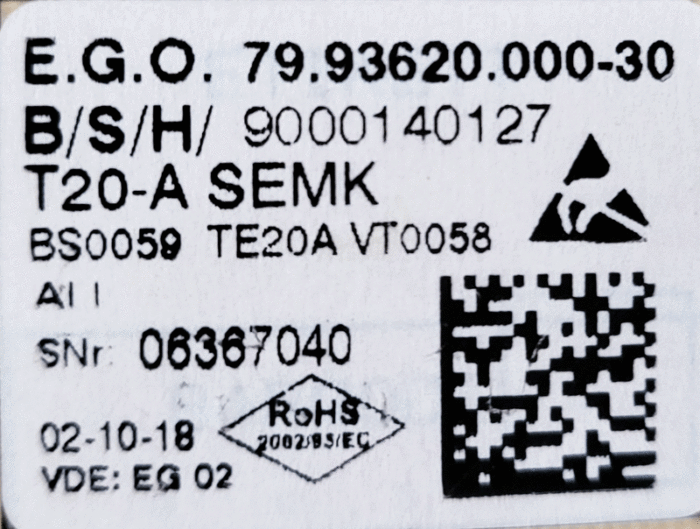 E.G.O. 79.93620.000-30
B/S/H/ 9000140127
T20-A SEMK
BS0059 TE20A VT0058
SNr: 06367040
RoHS
2002/95/EC
02-10-18
VDE: EG 02